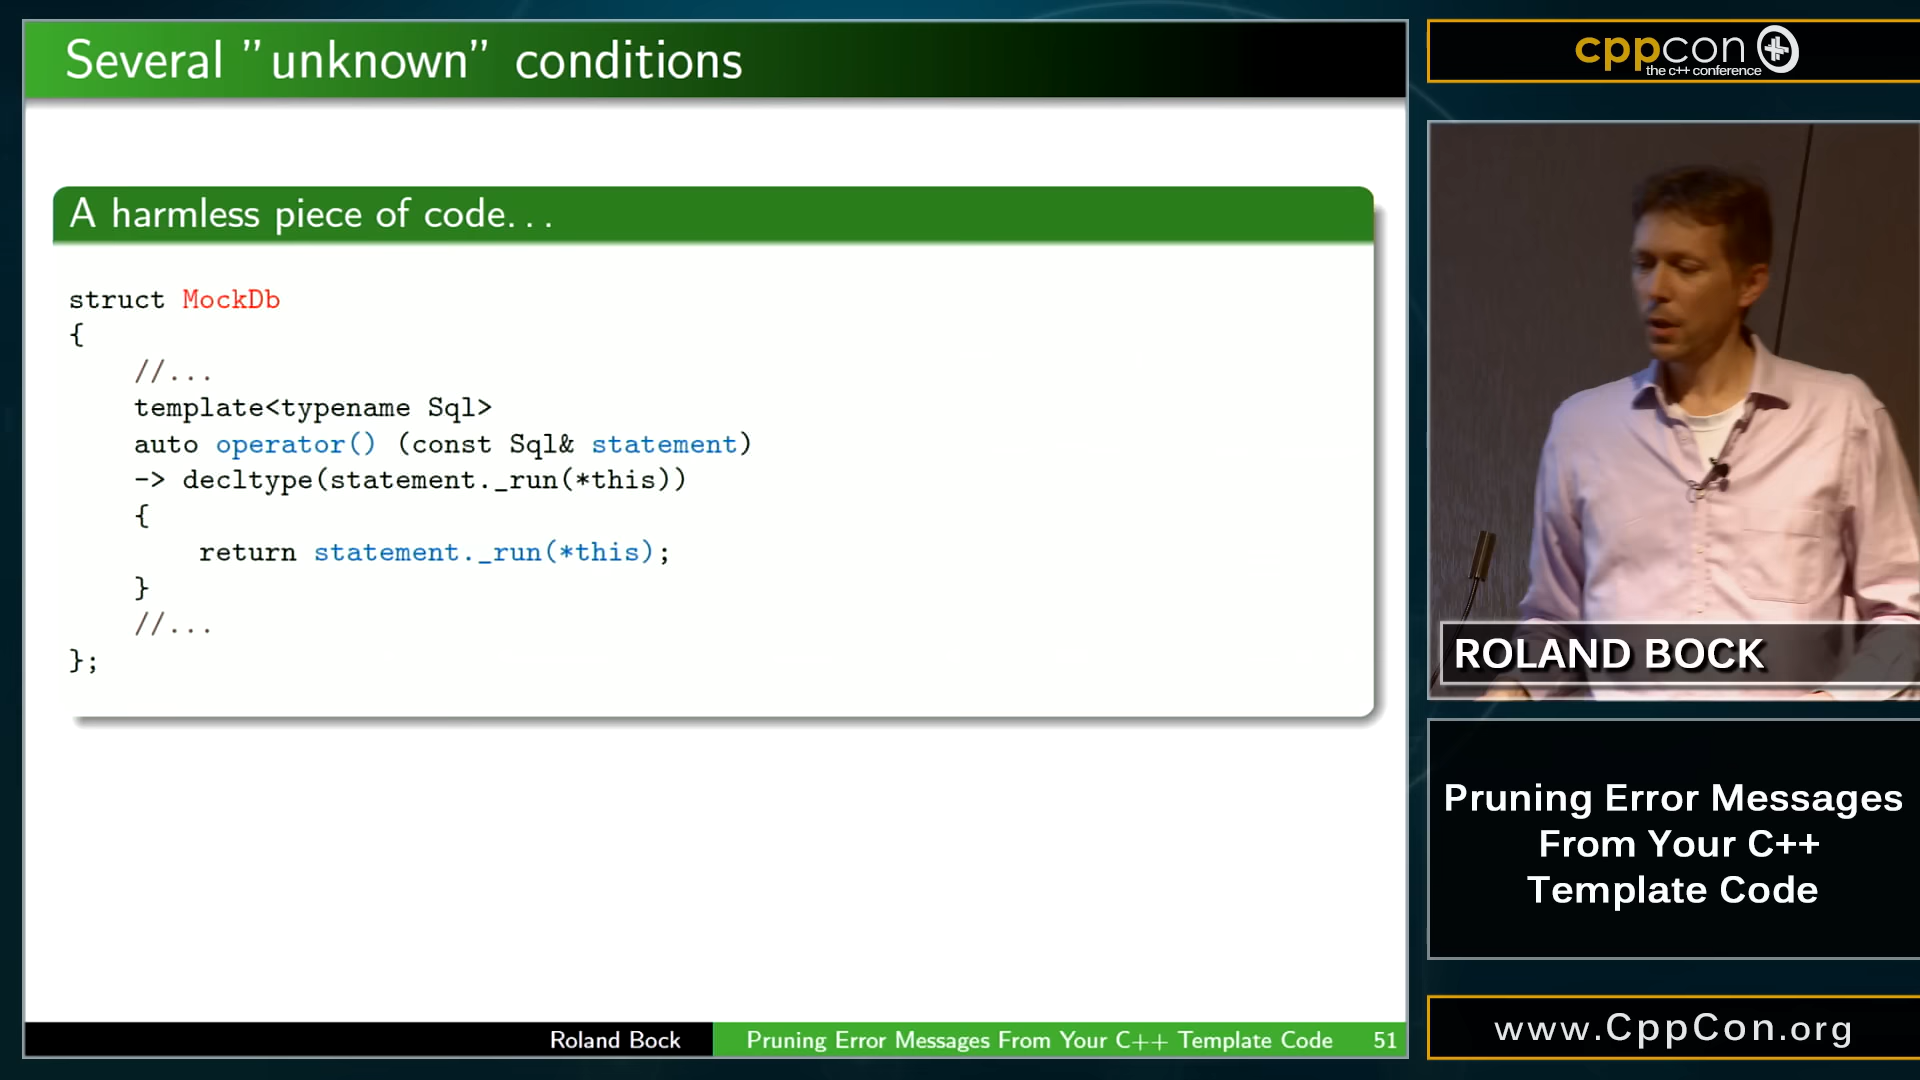 Several "unknown" conditions
A harmless piece of code...
struct MockDb
{
//...
template<typename Sql>
auto operator() (const Sql& statement)
-> decltype(statement._run(*this))
{
return statement._run(*this);
}
//...
};
Roland Bock
Pruning Error Messages From Your C++ Template Code
51
cppcon
the c++ conference
ROLAND BOCK
Pruning Error Messages
From Your C++
Template Code
www.CppCon.org